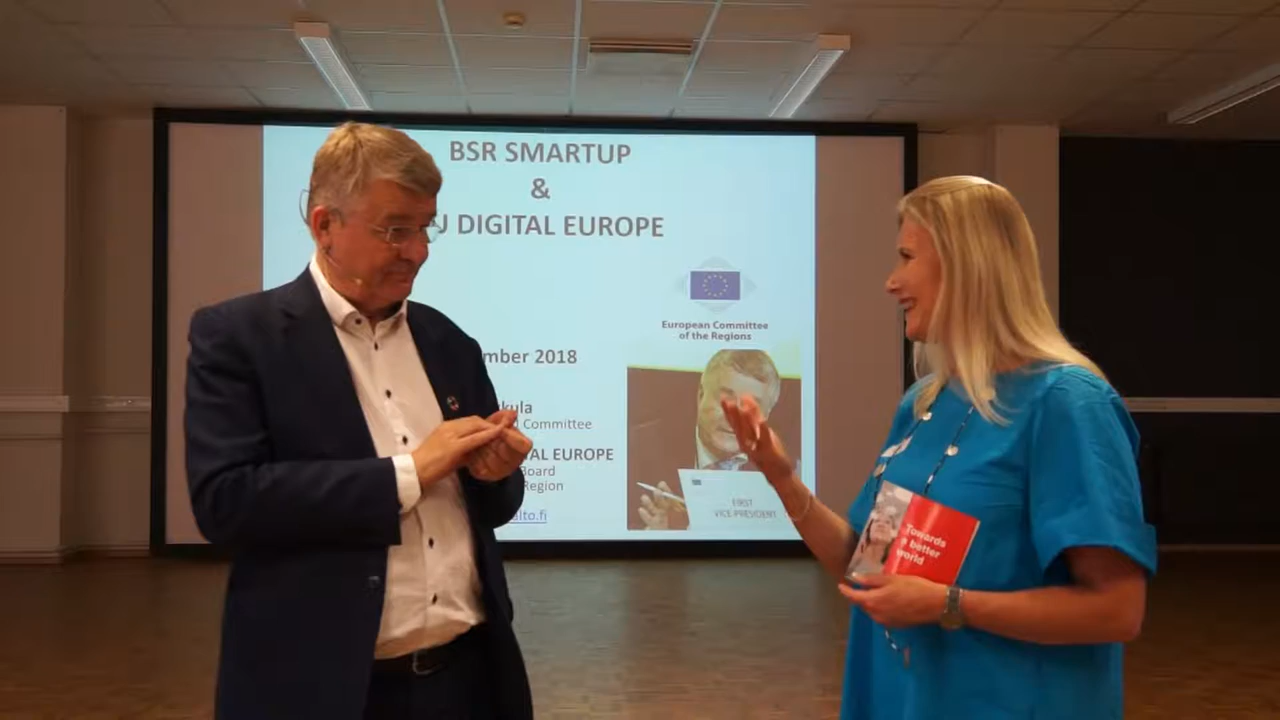 BSR SMARTUP
&
J DIGITAL EUROPE
European Committee
of the Regions
mber 2018
kula
Committee
TAL EUROPE
Board
Region
lto.fi
FIRST
VICE-PRESIDENT
Towards
a better
world